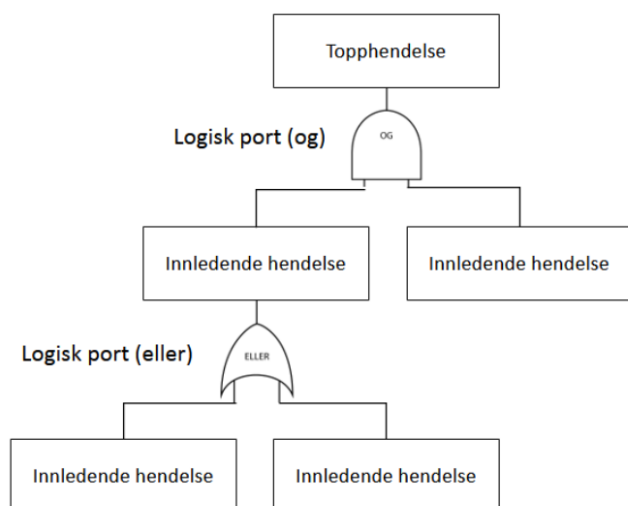 Topphendelse
Logisk port (og)
OG
Innledende hendelse
Innledende hendelse
Logisk port (eller)
ELLER
Innledende hendelse
Innledende hendelse